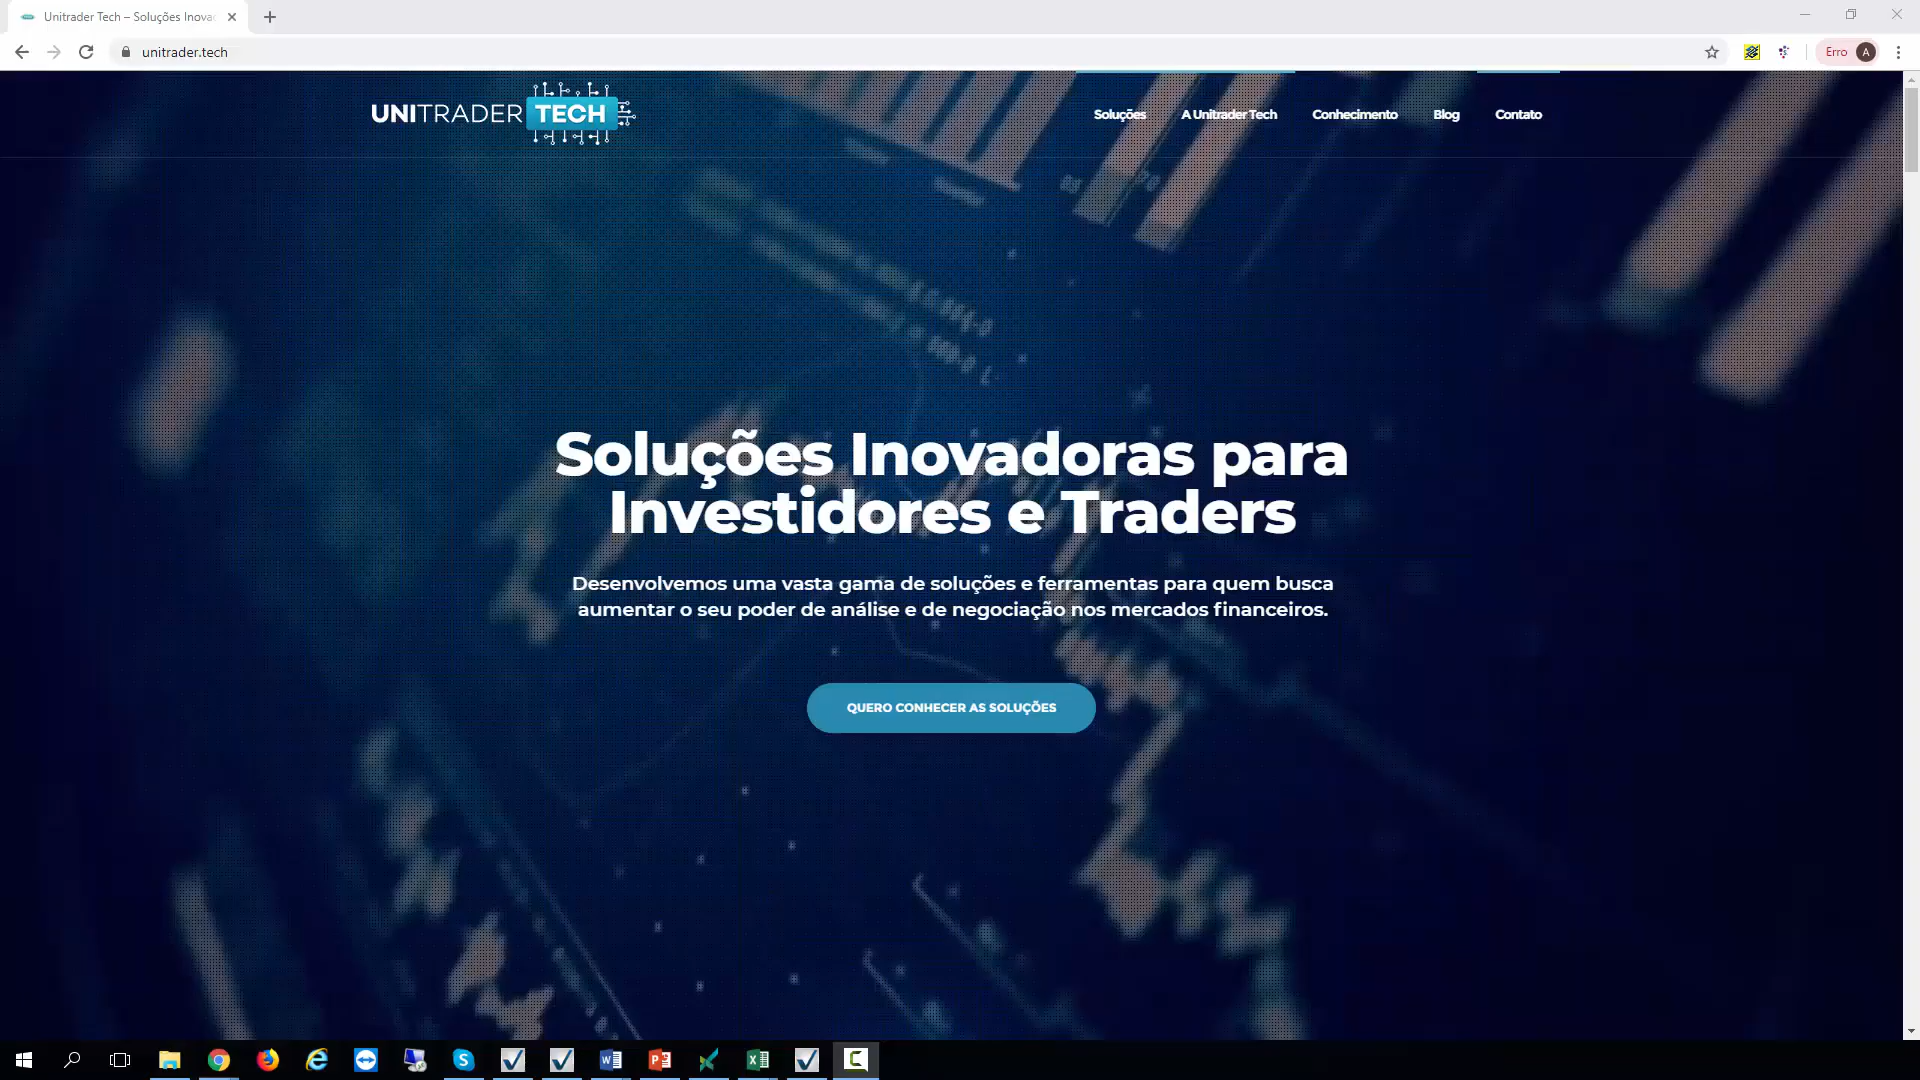 Unitrader Tech – Soluções Inova
unitrader.tech
Erro A
UNITRADER TECH
Soluções A Unitrader Tech Conhecimento Blog Contato
Soluções Inovadoras para
Investidores e Traders
Desenvolvemos uma vasta gama de soluções e ferramentas para quem busca
aumentar o seu poder de análise e de negociação nos mercados financeiros.
QUERO CONHECER AS SOLUÇÕES